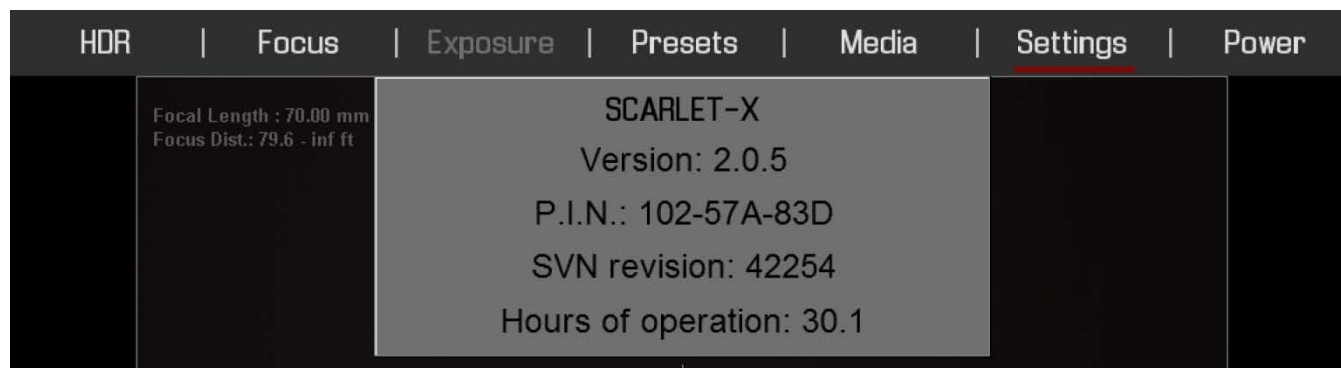 HDR | Focus | Exposure | Presets | Media | Settings | Power
Focal Length : 70.00 mm
Focus Dist.: 79.6 - inf ft
SCARLET-X
Version: 2.0.5
P.I.N.: 102-57A-83D
SVN revision: 42254
Hours of operation: 30.1